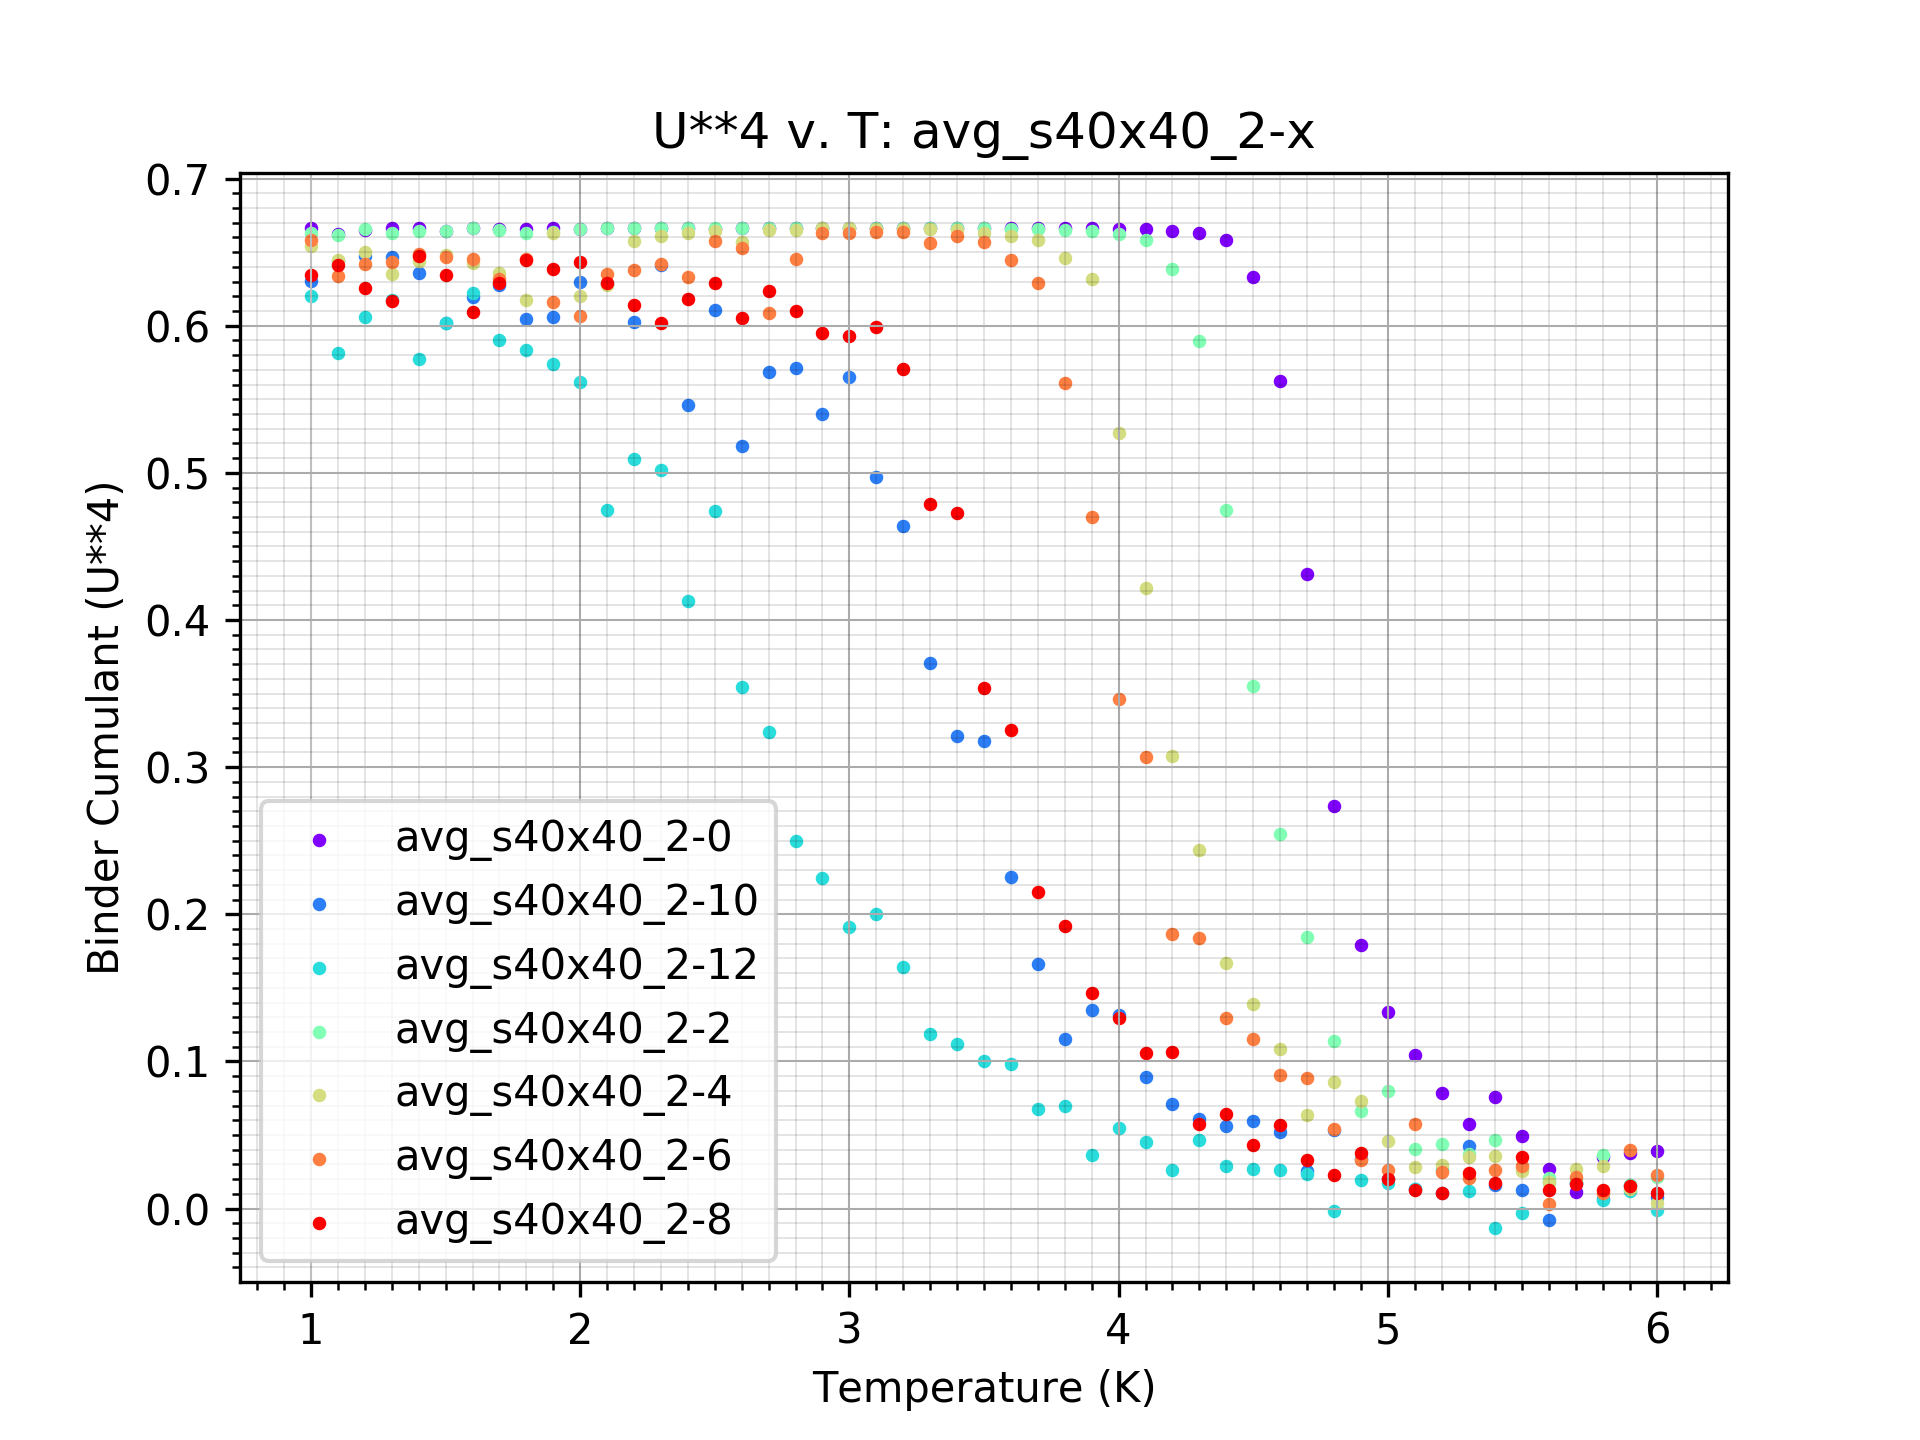 U**4 v. T: avg_s40x40_2-x
0.7
0.6
0.5
0.4
0.3
0.2
0.1
0.0
Binder Cumulant (U**4)
avg_s40x40_2-0
avg_s40x40_2-10
avg_s40x40_2-12
avg_s40x40_2-2
avg_s40x40_2-4
avg_s40x40_2-6
avg_s40x40_2-8
1 2 3 4 5 6
Temperature (K)